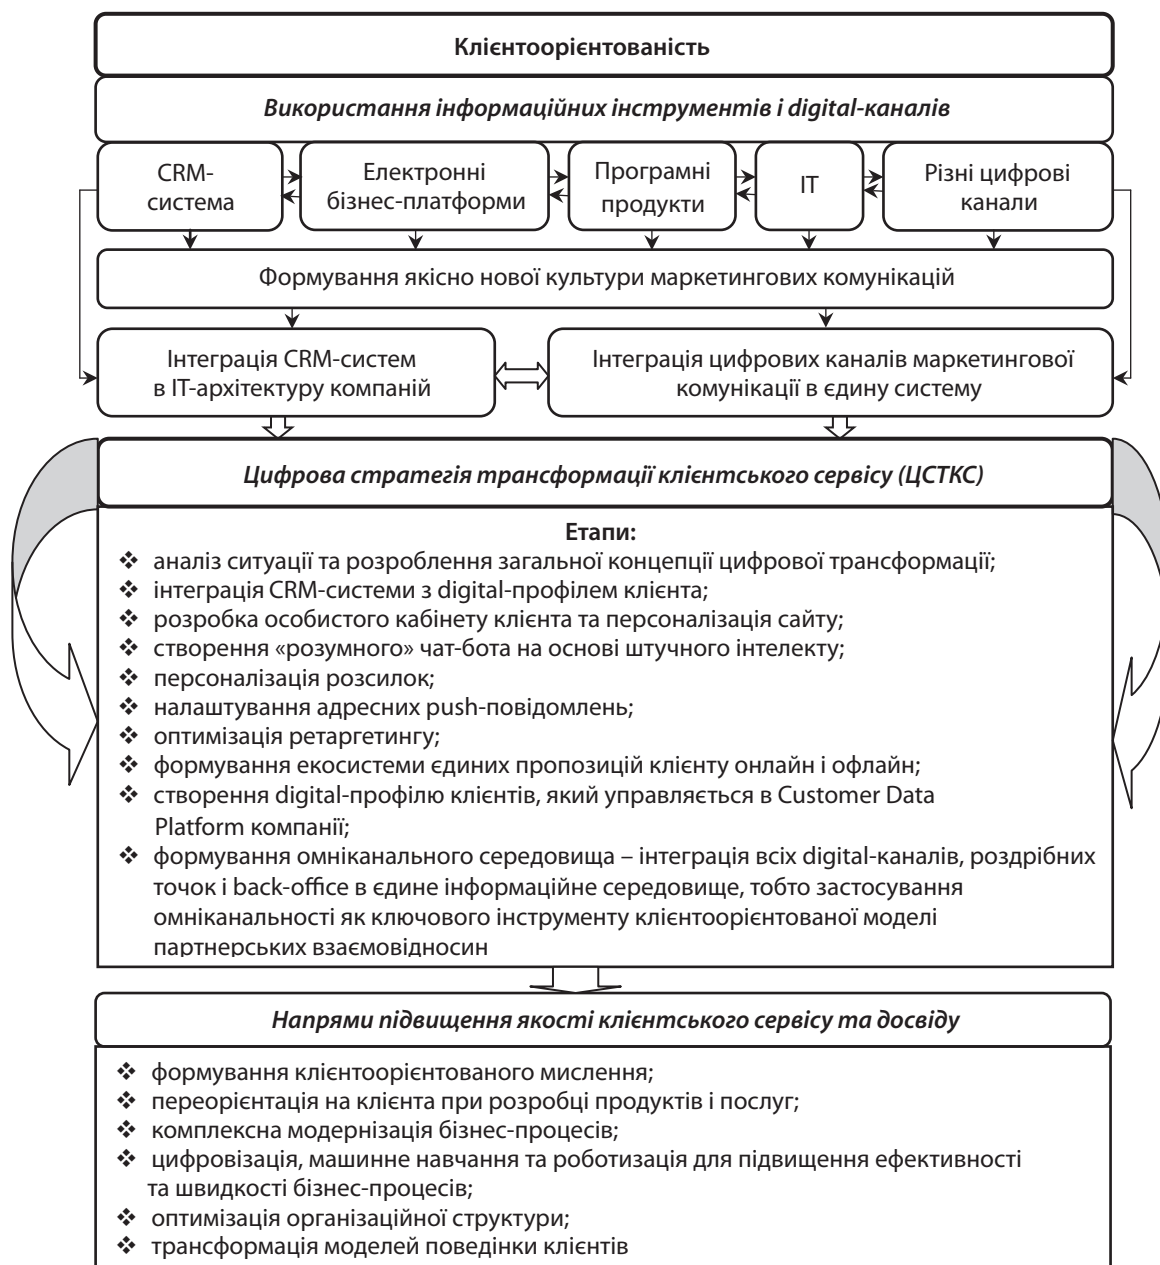 Клієнтоорієнтованість
Використання інформаційних інструментів і digital-каналів
CRM-
система
Електронні
бізнес-платформи
Програмні
продукти
ІТ
Різні цифрові
канали
Формування якісно нової культури маркетингових комунікацій
Інтеграція CRM-систем
в ІТ-архітектуру компаній
Інтеграція цифрових каналів маркетингової
комунікації в єдину систему
Цифрова стратегія трансформації клієнтського сервісу (ЦСТКС)
Етапи:
❖ аналіз ситуації та розроблення загальної концепції цифрової трансформації;
❖ інтеграція CRM-системи з digital-профілем клієнта;
❖ розробка особистого кабінету клієнта та персоналізація сайту;
❖ створення «розумного» чат-бота на основі штучного інтелекту;
❖ персоналізація розсилок;
❖ налаштування адресних push-повідомлень;
❖ оптимізація ретаргетингу;
❖ формування екосистеми єдиних пропозицій клієнту онлайн і офлайн;
❖ створення digital-профілю клієнтів, який управляється в Customer Data
Platform компанії;
❖ формування омніканального середовища – інтеграція всіх digital-каналів, роздрібних
точок і back-office в єдине інформаційне середовище, тобто застосування
омніканальності як ключового інструменту клієнтоорієнтованої моделі
партнерських взаємовідносин
Напрями підвищення якості клієнтського сервісу та досвіду
❖ формування клієнтоорієнтованого мислення;
❖ переорієнтація на клієнта при розробці продуктів і послуг;
❖ комплексна модернізація бізнес-процесів;
❖ цифровізація, машинне навчання та роботизація для підвищення ефективності
та швидкості бізнес-процесів;
❖ оптимізація організаційної структури;
❖ трансформація моделей поведінки клієнтів